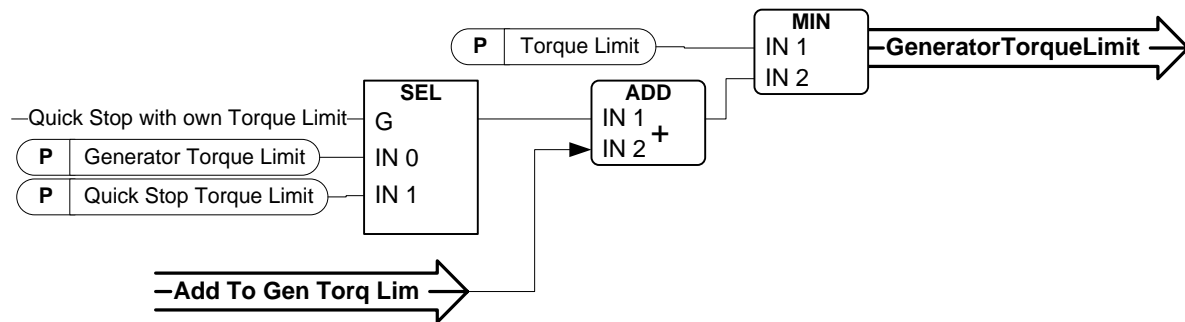 MIN
P Torque Limit
IN 1
GeneratorTorqueLimit
IN 2
SEL
ADD
Quick Stop with own Torque Limit
G
IN 1
+
IN 2
P Generator Torque Limit
IN 0
P Quick Stop Torque Limit
IN 1
Add To Gen Torq Lim